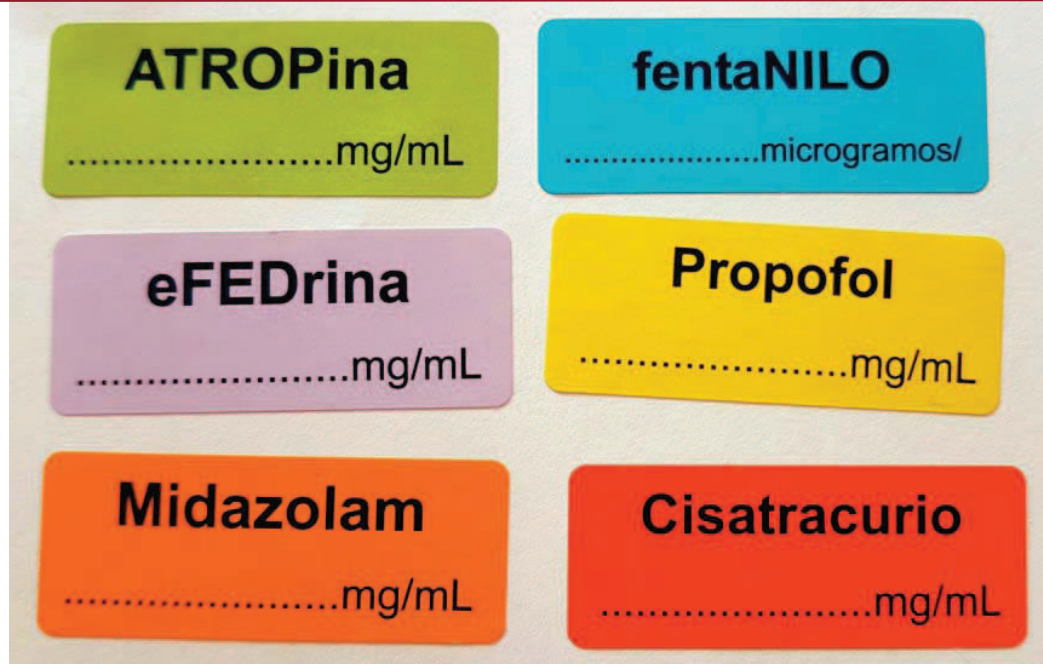 ATROPina
......................mg/mL
fentaNILO
....................microgramos/
eFEDrina
......................mg/mL
Propofol
......................mg/mL
Midazolam
......................mg/mL
Cisatracurio
......................mg/mL